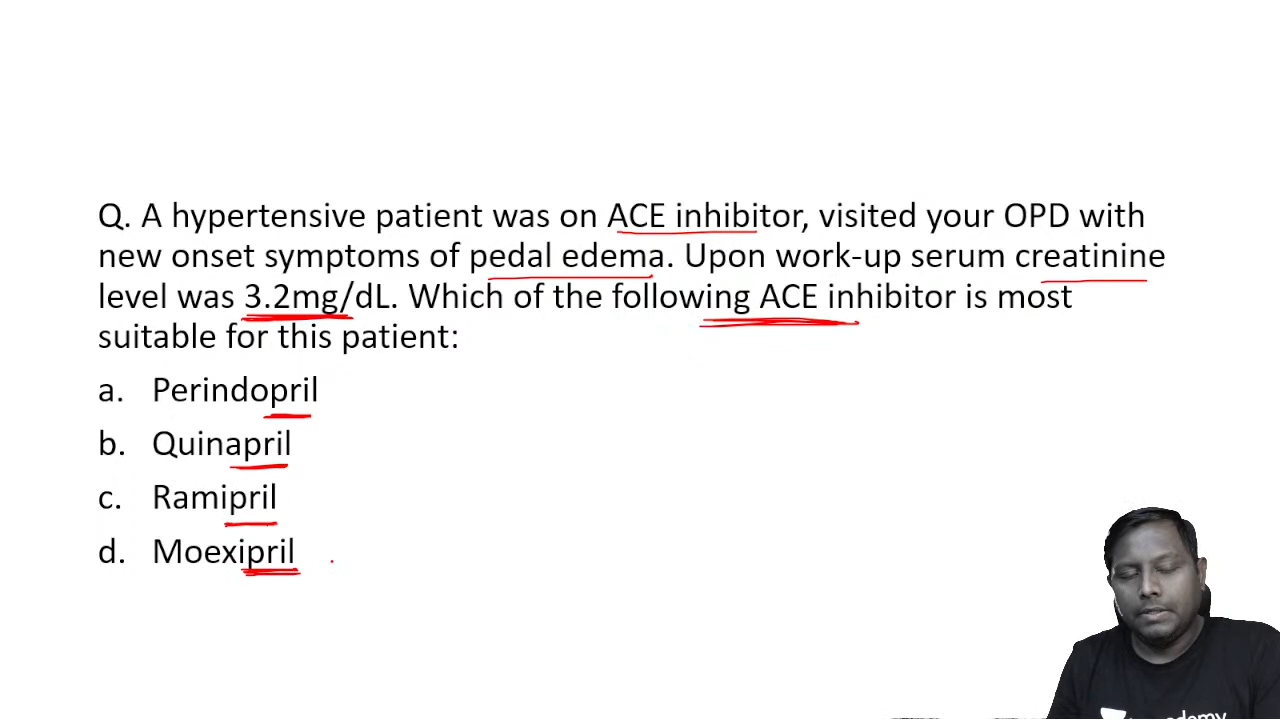 Q. A hypertensive patient was on ACE inhibitor, visited your OPD with
new onset symptoms of pedal edema. Upon work-up serum creatinine
level was 3.2mg/dL. Which of the following ACE inhibitor is most
suitable for this patient:
a. Perindopril
b. Quinapril
c. Ramipril
d. Moexipril